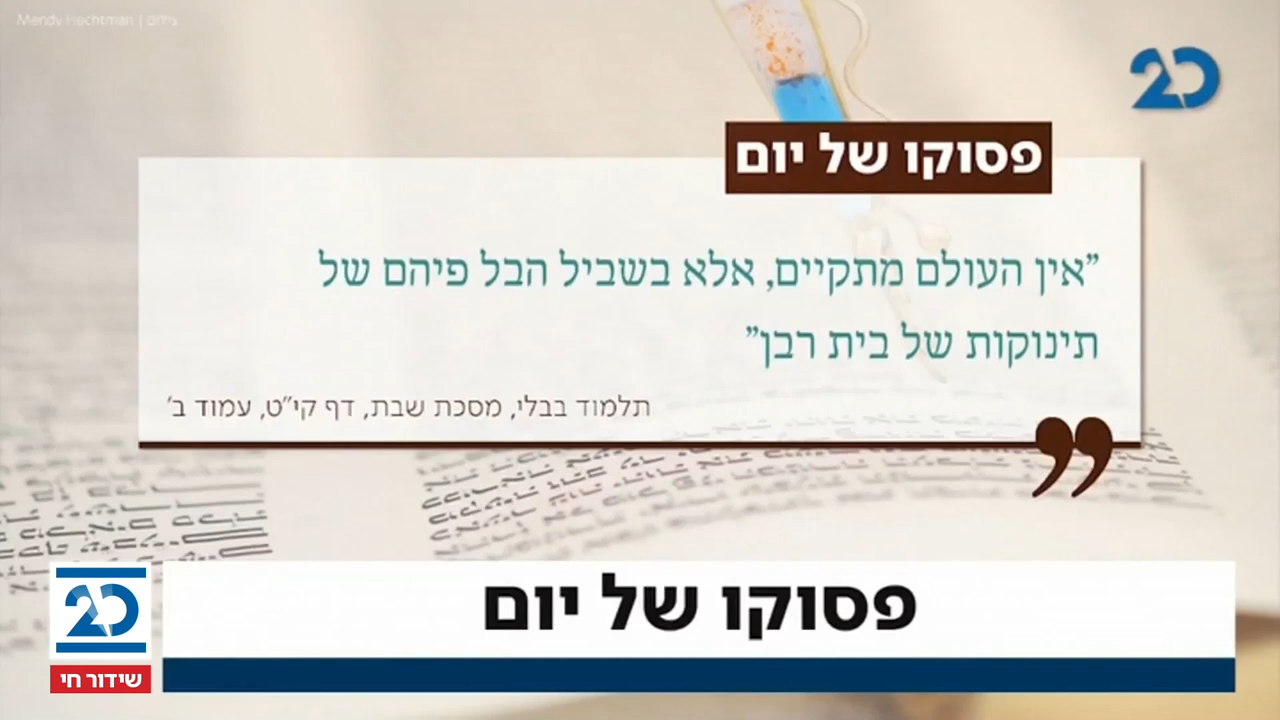 צילום | Mendy Hechtman
20
פסוקו של יום
"אין העולם מתקיים, אלא בשביל הבל פיהם של
תינוקות של בית רבן"
תלמוד בבלי, מסכת שבת, דף קי"ט, עמוד ב'
פסוקו של יום
20
שידור חי